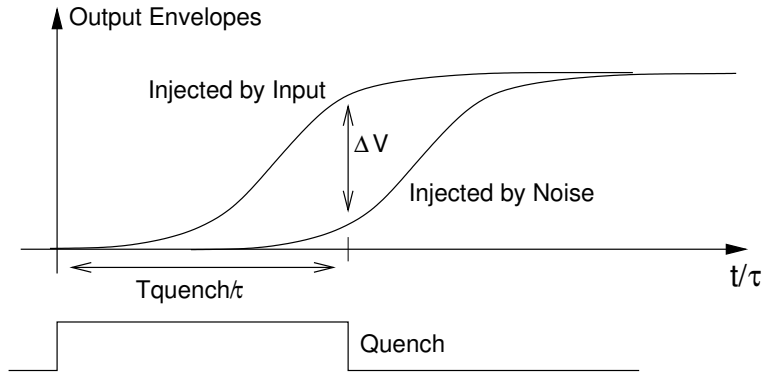 Output Envelopes
Injected by Input
ΔV
Injected by Noise
t/τ
Tquench/τ
Quench